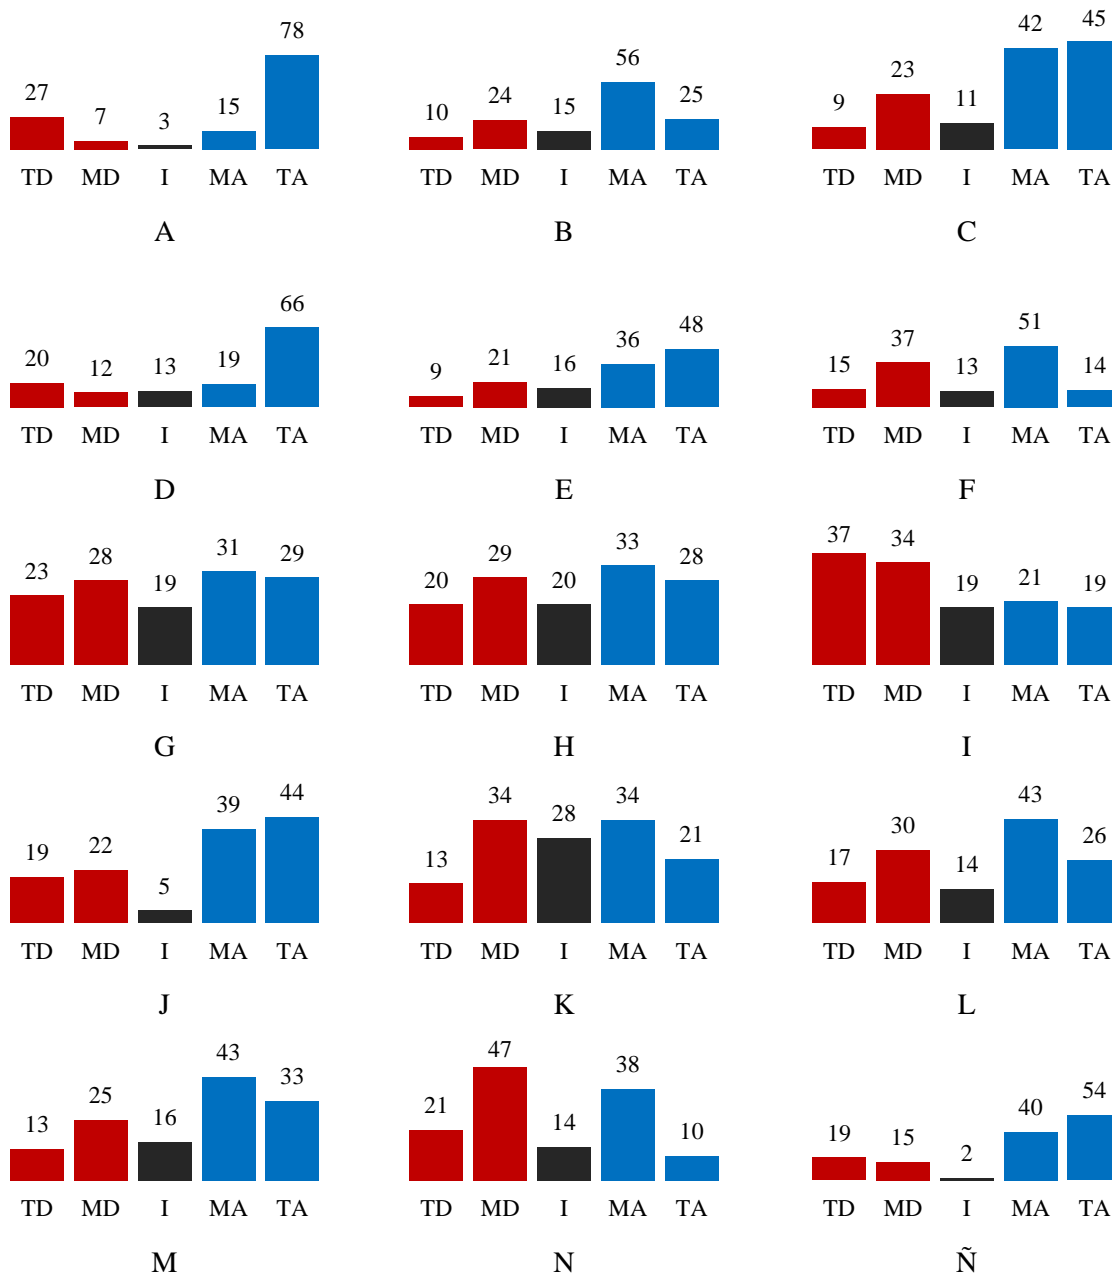 27 7 3 15 78
TD MD I MA TA
A
10 24 15 56 25
TD MD I MA TA
B
9 23 11 42 45
TD MD I MA TA
C
20 12 13 19 66
TD MD I MA TA
D
9 21 16 36 48
TD MD I MA TA
E
15 37 13 51 14
TD MD I MA TA
F
23 28 19 31 29
TD MD I MA TA
G
20 29 20 33 28
TD MD I MA TA
H
37 34 19 21 19
TD MD I MA TA
I
19 22 5 39 44
TD MD I MA TA
J
13 34 28 34 21
TD MD I MA TA
K
17 30 14 43 26
TD MD I MA TA
L
13 25 16 43 33
TD MD I MA TA
M
21 47 14 38 10
TD MD I MA TA
N
19 15 2 40 54
TD MD I MA TA
Ñ